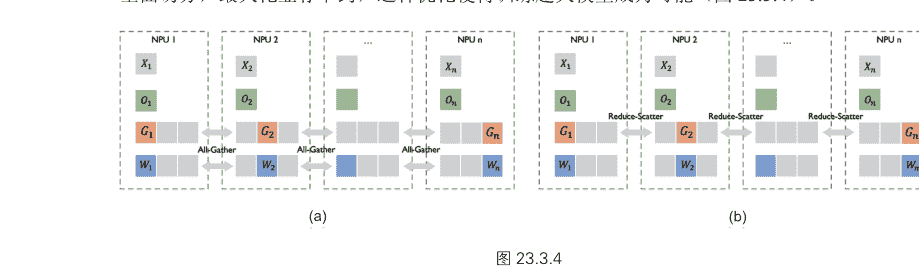 NPU 1 NPU 2 ... NPU n NPU 1 NPU 2 ... NPU n
X₁ X₂ Xₙ X₁ X₂ Xₙ
O₁ O₂ Oₙ O₁ O₂ Oₙ
Reduce-Scatter Reduce-Scatter Reduce-Scatter
G₁ G₂ Gₙ G₁ G₂ Gₙ
All-Gather All-Gather All-Gather
W₁ W₂ Wₙ W₁ W₂ Wₙ
(a) (b)
图 23.3.4